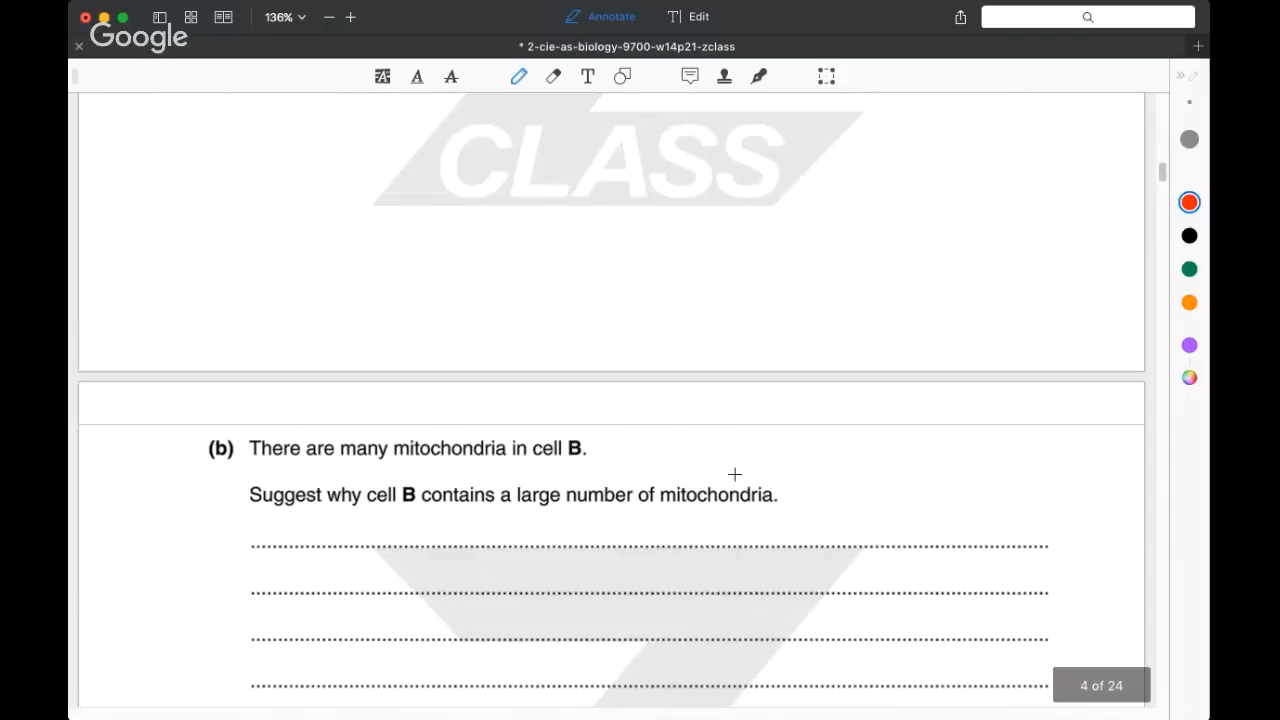 136%
Annotate
T Edit
Google
* 2-cie-as-biology-9700-w14p21-zclass
A A A T
CLASS
(b) There are many mitochondria in cell B.
Suggest why cell B contains a large number of mitochondria.
4 of 24